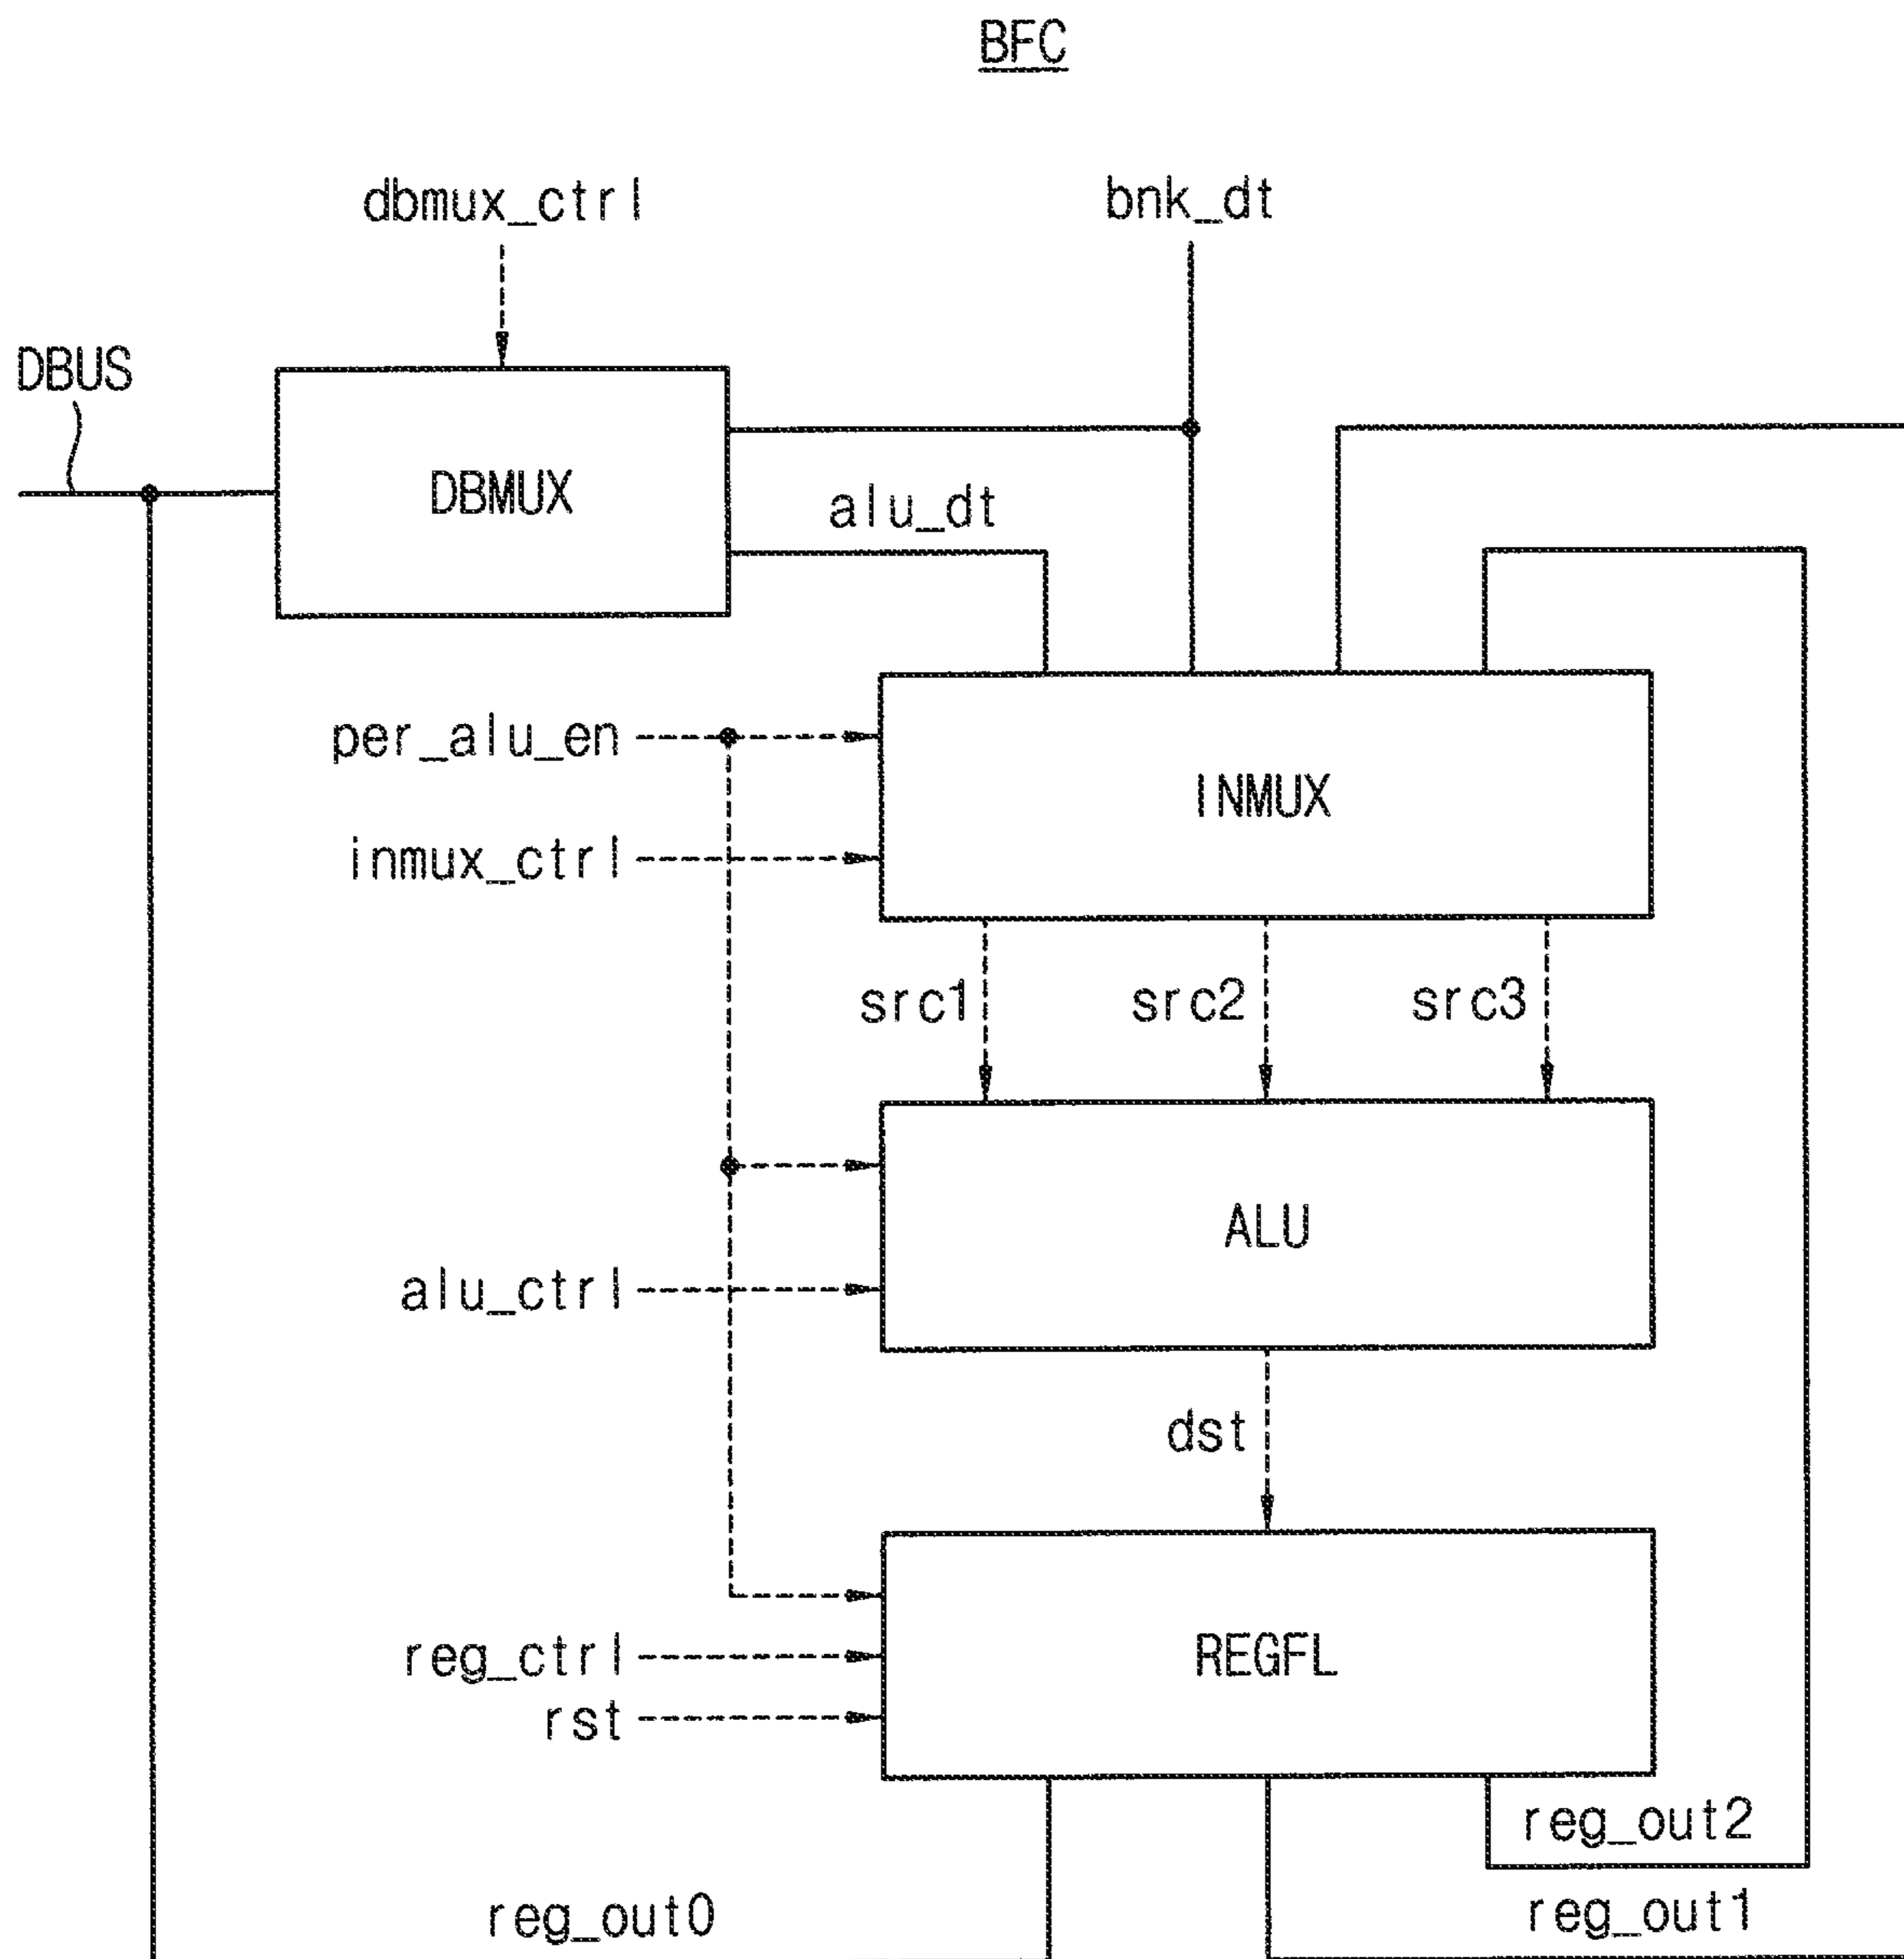 BFC
dbmux_ctrl
bnk_dt
DBUS
DBMUX
alu_dt
per_alu_en
INMUX
inmux_ctrl
src1
src2
src3
ALU
alu_ctrl
dst
reg_ctrl
REGFL
rst
reg_out2
reg_out0
reg_out1